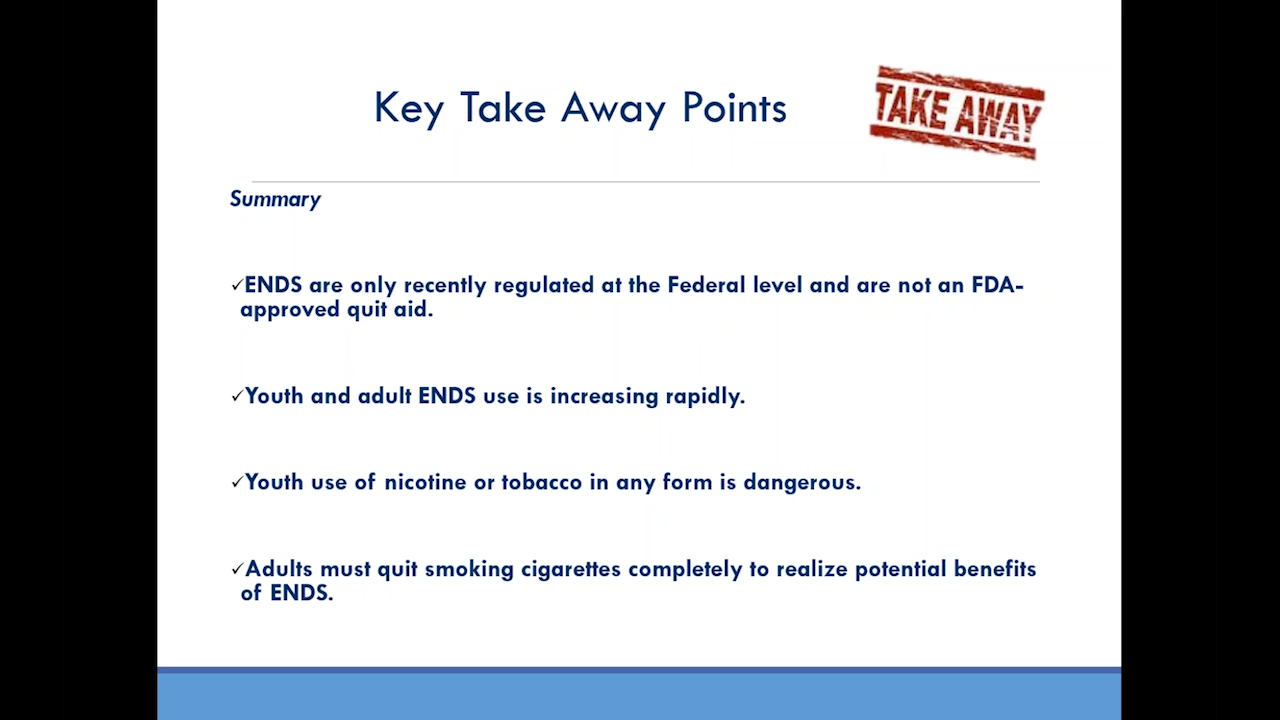 Key Take Away Points
TAKE AWAY
Summary
✓ENDS are only recently regulated at the Federal level and are not an FDA-
approved quit aid.
✓Youth and adult ENDS use is increasing rapidly.
✓Youth use of nicotine or tobacco in any form is dangerous.
✓Adults must quit smoking cigarettes completely to realize potential benefits
of ENDS.